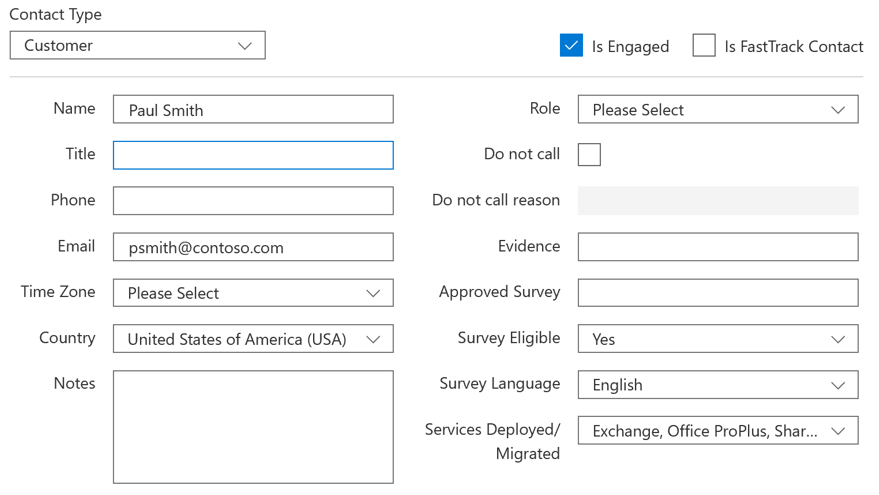 Contact Type
Customer
Is Engaged
Is FastTrack Contact
Name
Paul Smith
Role
Please Select
Title
Do not call
Phone
Do not call reason
Email
psmith@contoso.com
Evidence
Time Zone
Please Select
Approved Survey
Country
United States of America (USA)
Survey Eligible
Yes
Notes
Survey Language
English
Services Deployed/
Migrated
Exchange, Office ProPlus, Shar...